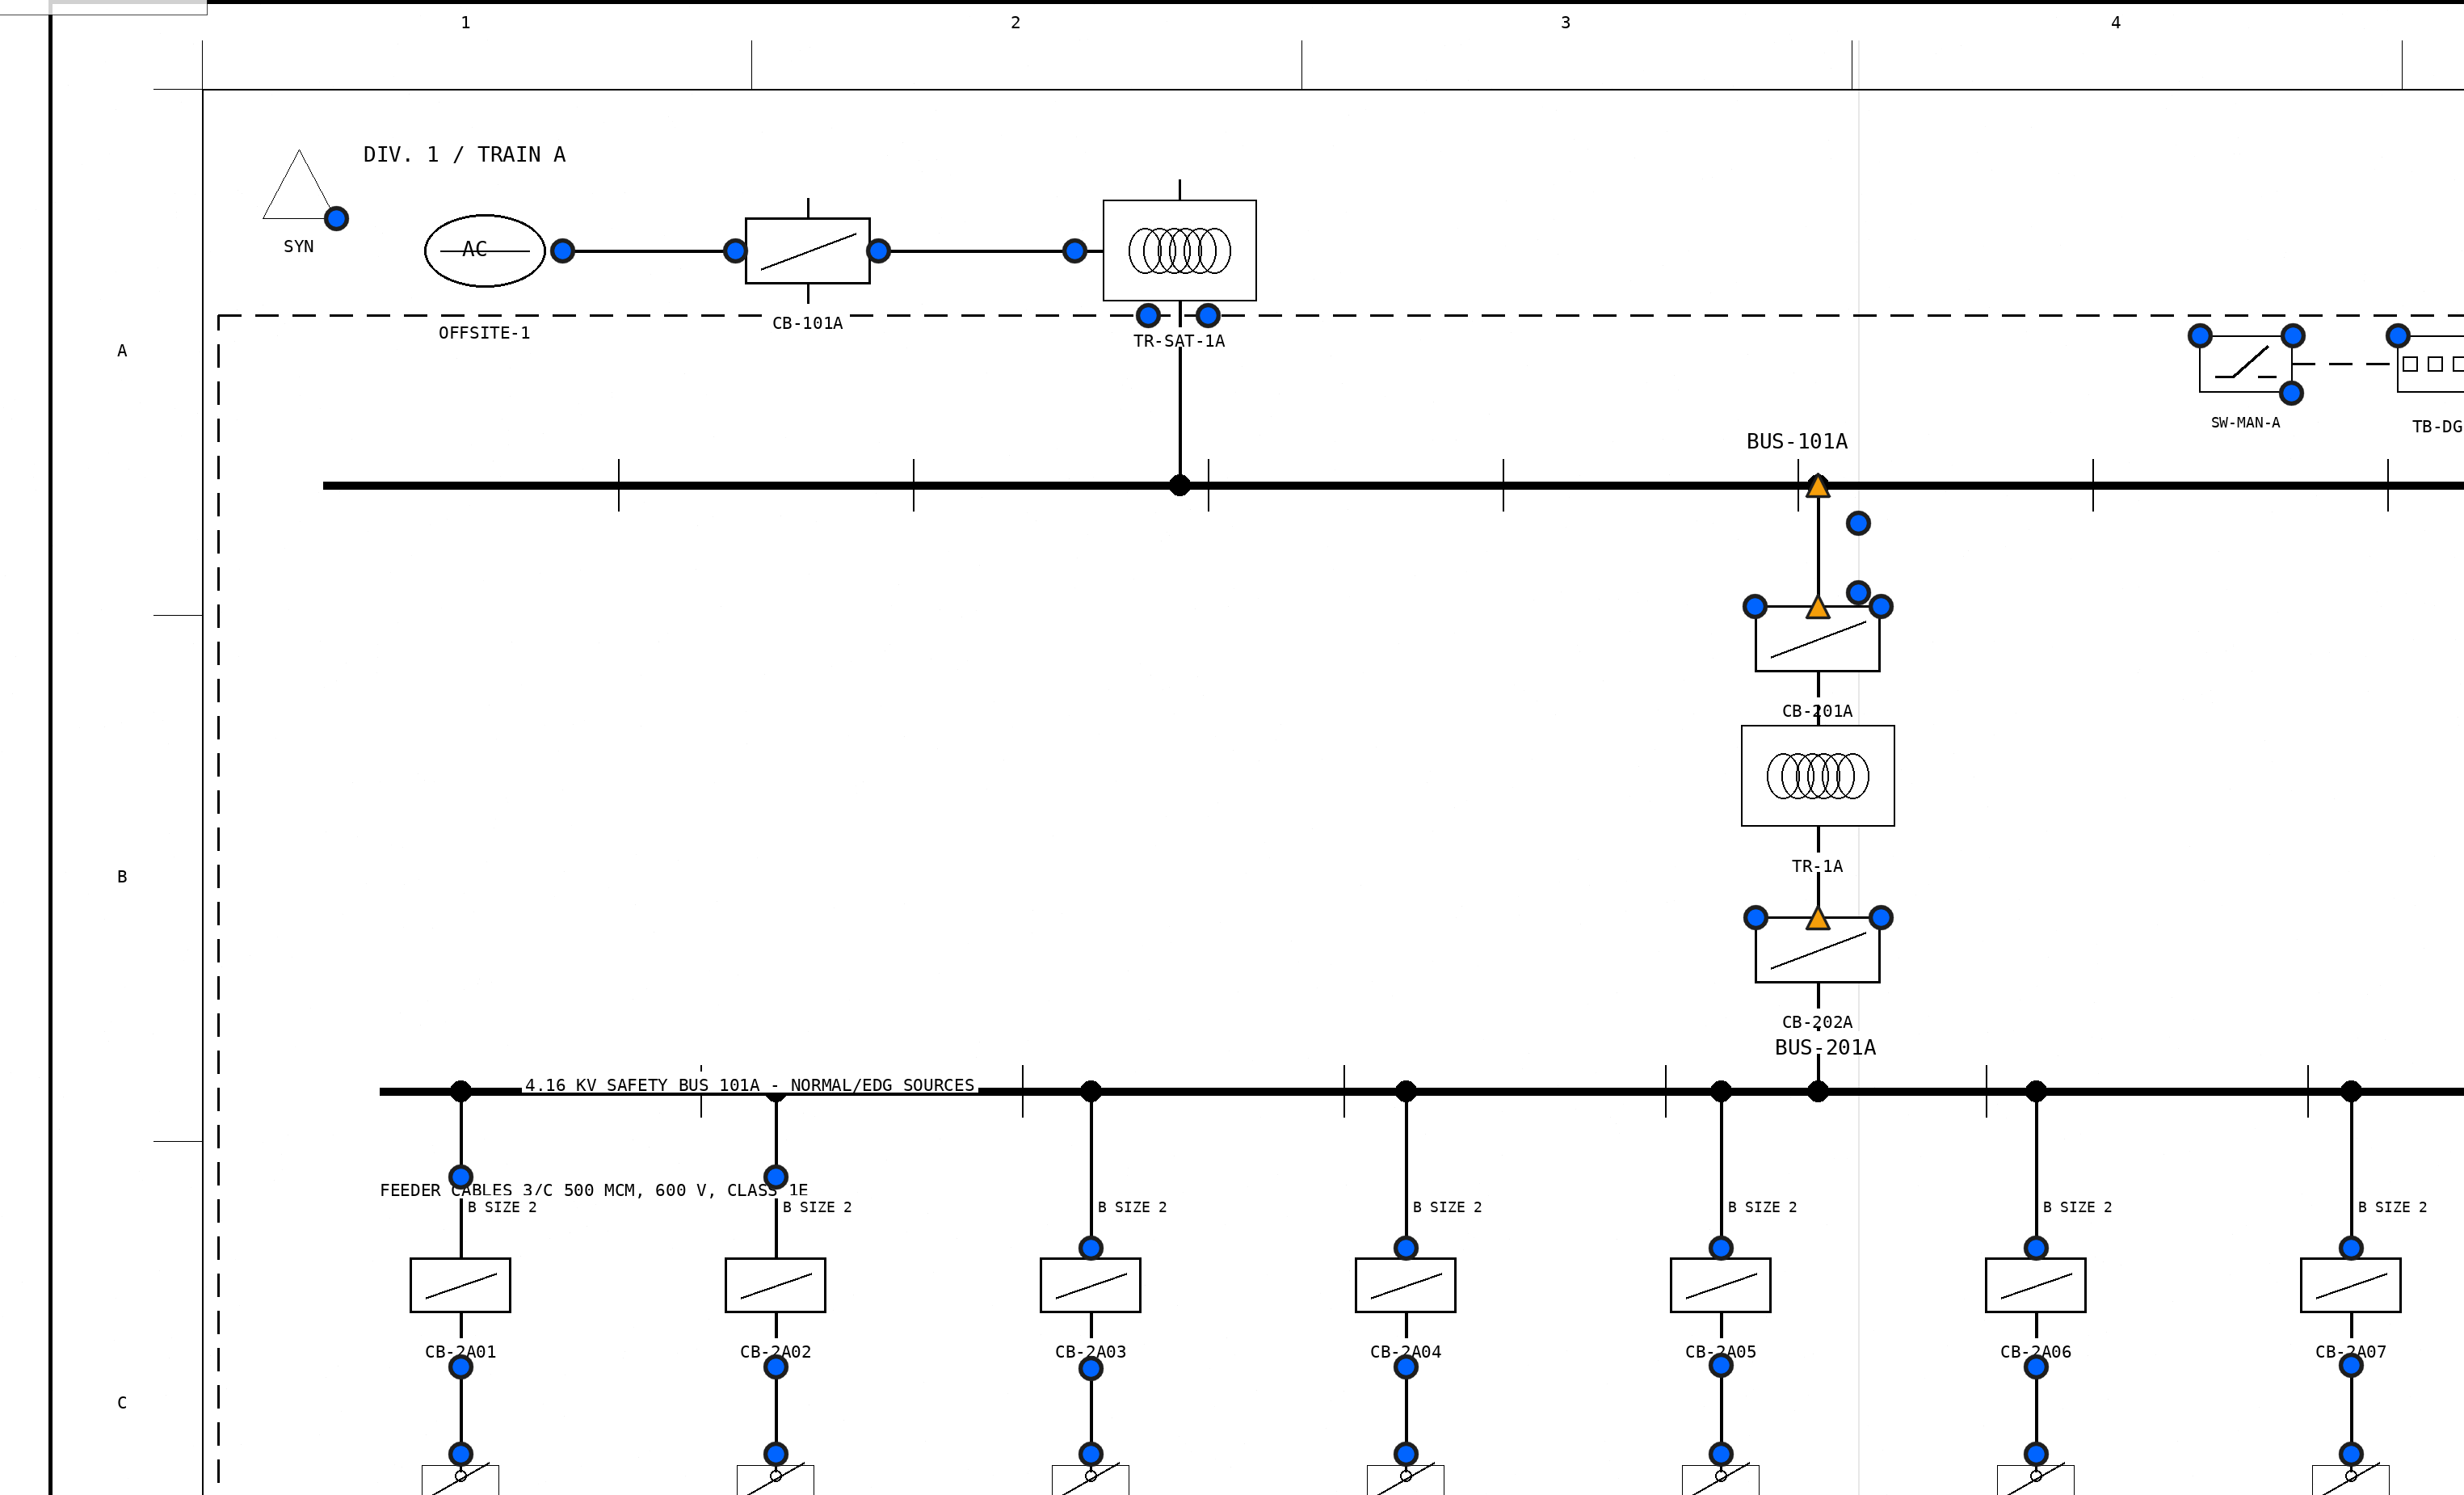 1 2 3 4
DIV. 1 / TRAIN A
SYN
AC
OFFSITE-1
CB-101A
TR-SAT-1A
A
SW-MAN-A
TB-DG
BUS-101A
CB-201A
TR-1A
B
CB-202A
BUS-201A
4.16 KV SAFETY BUS 101A - NORMAL/EDG SOURCES
FEEDER CABLES 3/C 500 MCM, 600 V, CLASS 1E
B SIZE 2 B SIZE 2 B SIZE 2 B SIZE 2 B SIZE 2 B SIZE 2 B SIZE 2
CB-2A01 CB-2A02 CB-2A03 CB-2A04 CB-2A05 CB-2A06 CB-2A07
C